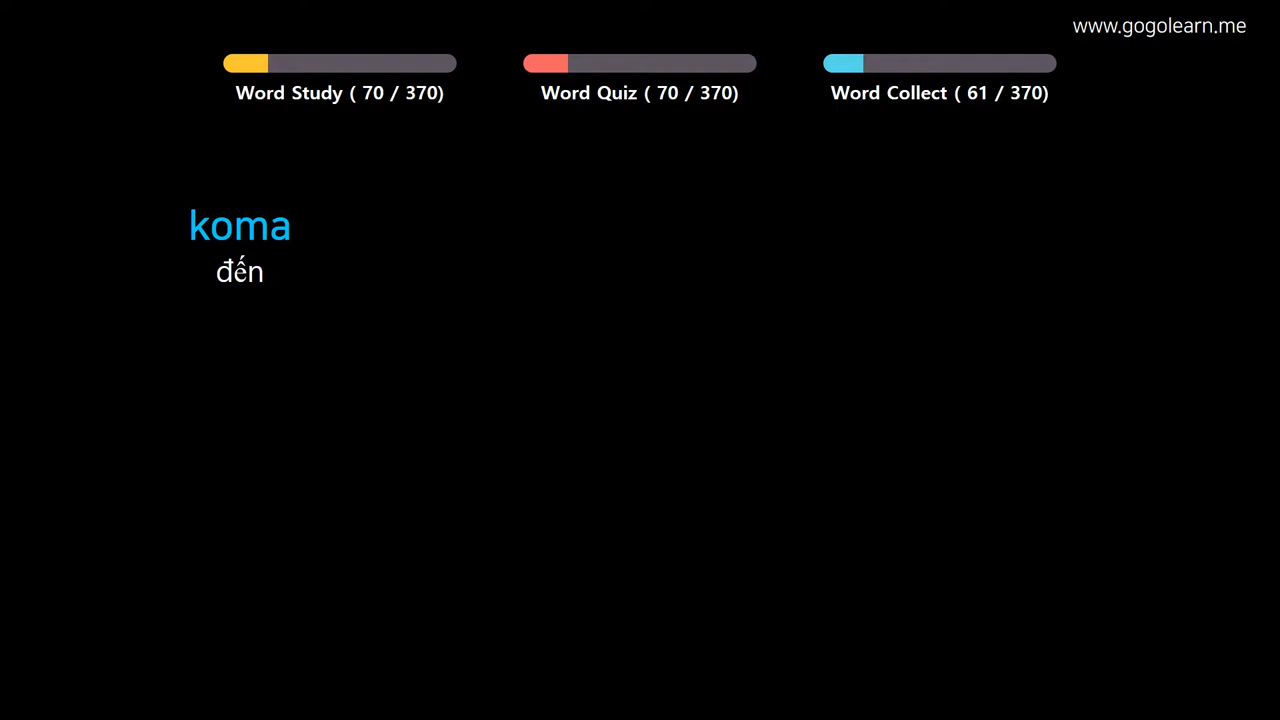 www.gogolearn.me
Word Study ( 70 / 370)
Word Quiz ( 70 / 370)
Word Collect ( 61 / 370)
koma
đến